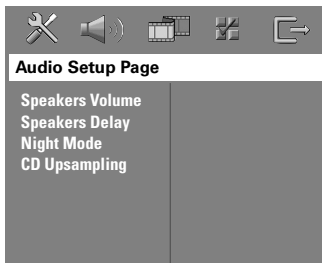 Audio Setup Page
Speakers Volume
Speakers Delay
Night Mode
CD Upsampling